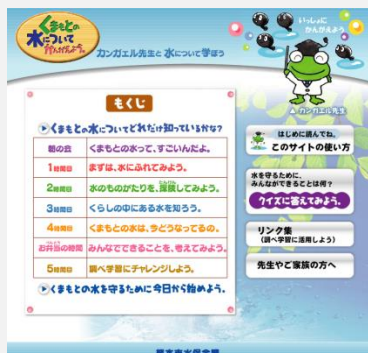 くまもとの
水について
かんがえよう。
カンガエル先生と水について学ぼう
いっしょに
かんがえよう
カンガエル先生
もくじ
くまもとの水についてどれだけ知っているかな?
朝の会 くまもとの水って、すごいんだよ。
1時間目 まずは、水にふれてみよう。
2時間目 水のものがたりを、探検してみよう。
3時間目 くらしの中にある水を知ろう。
4時間目 くまもとの水は、今どうなってるの。
お弁当の時間 みんなでできることを、考えてみよう。
5時間目 調べ学習にチャレンジしよう。
くまもとの水を守るために今日から始めよう。
はじめに読んでね。
このサイトの使い方
水を守るために、
みんなができることは何?
クイズに答えてみよう。
リンク集
(調べ学習に活用しよう)
先生やご家族の方へ